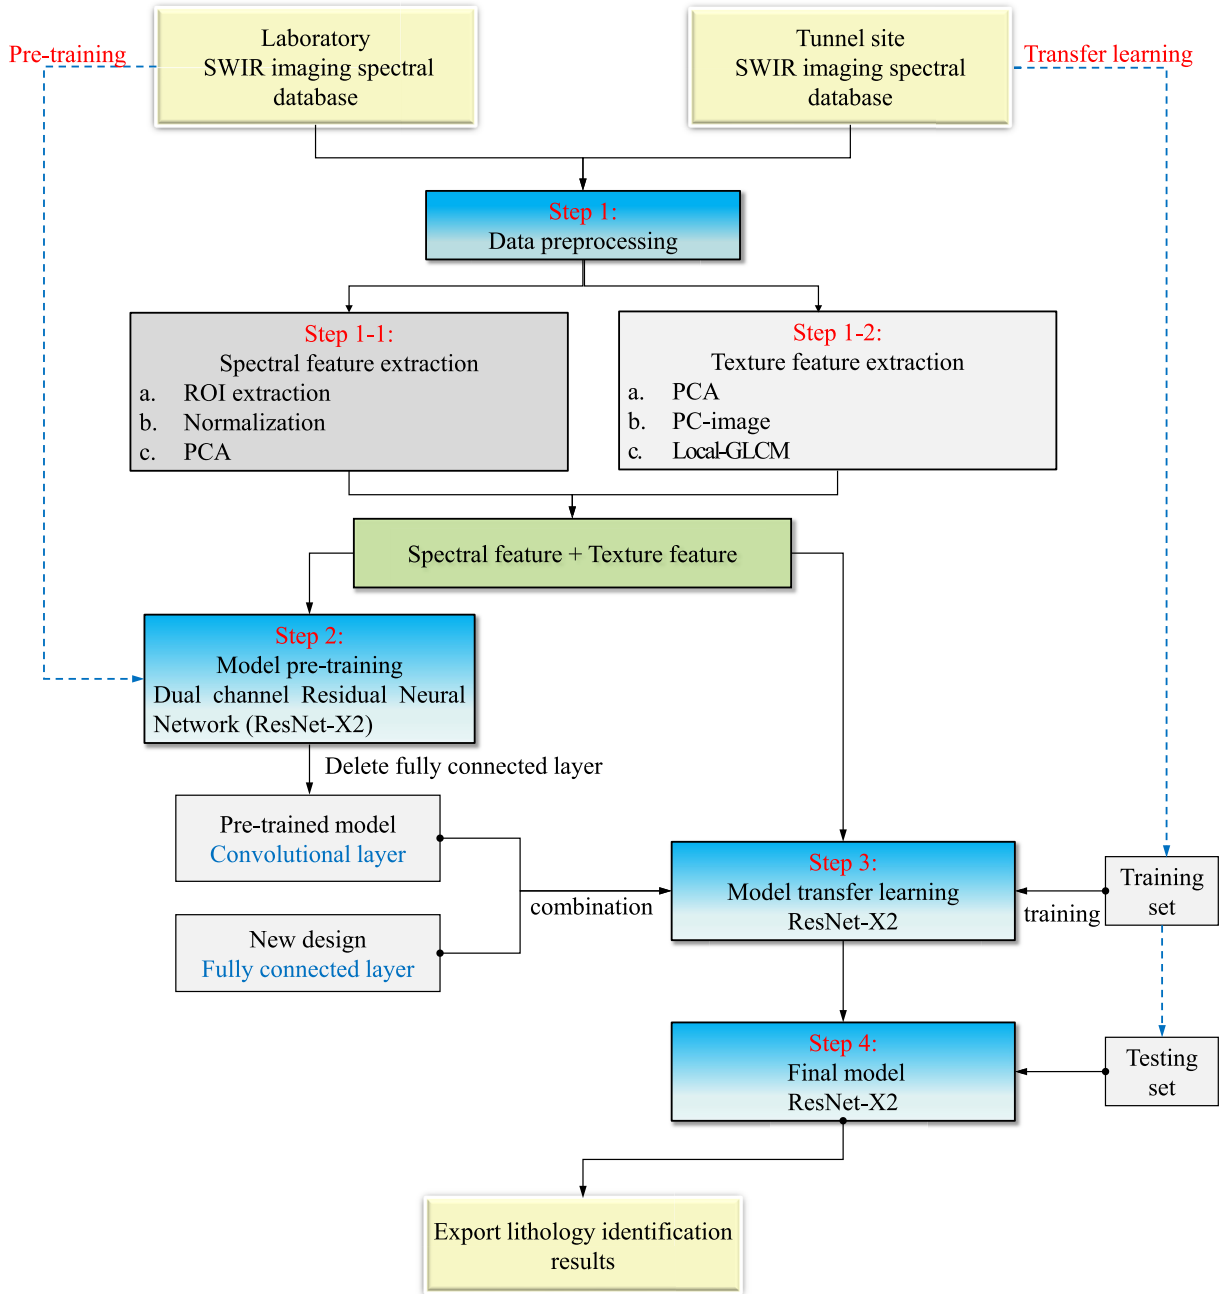 Pre-training
Laboratory
SWIR imaging spectral
database
Tunnel site
SWIR imaging spectral
database
Transfer learning
Step 1:
Data preprocessing
Step 1-1:
Spectral feature extraction
a. ROI extraction
b. Normalization
c. PCA
Step 1-2:
Texture feature extraction
a. PCA
b. PC-image
c. Local-GLCM
Spectral feature + Texture feature
Step 2:
Model pre-training
Dual channel Residual Neural
Network (ResNet-X2)
Delete fully connected layer
Pre-trained model
Convolutional layer
New design
Fully connected layer
combination
Step 3:
Model transfer learning
ResNet-X2
training
Training
set
Step 4:
Final model
ResNet-X2
Testing
set
Export lithology identification
results